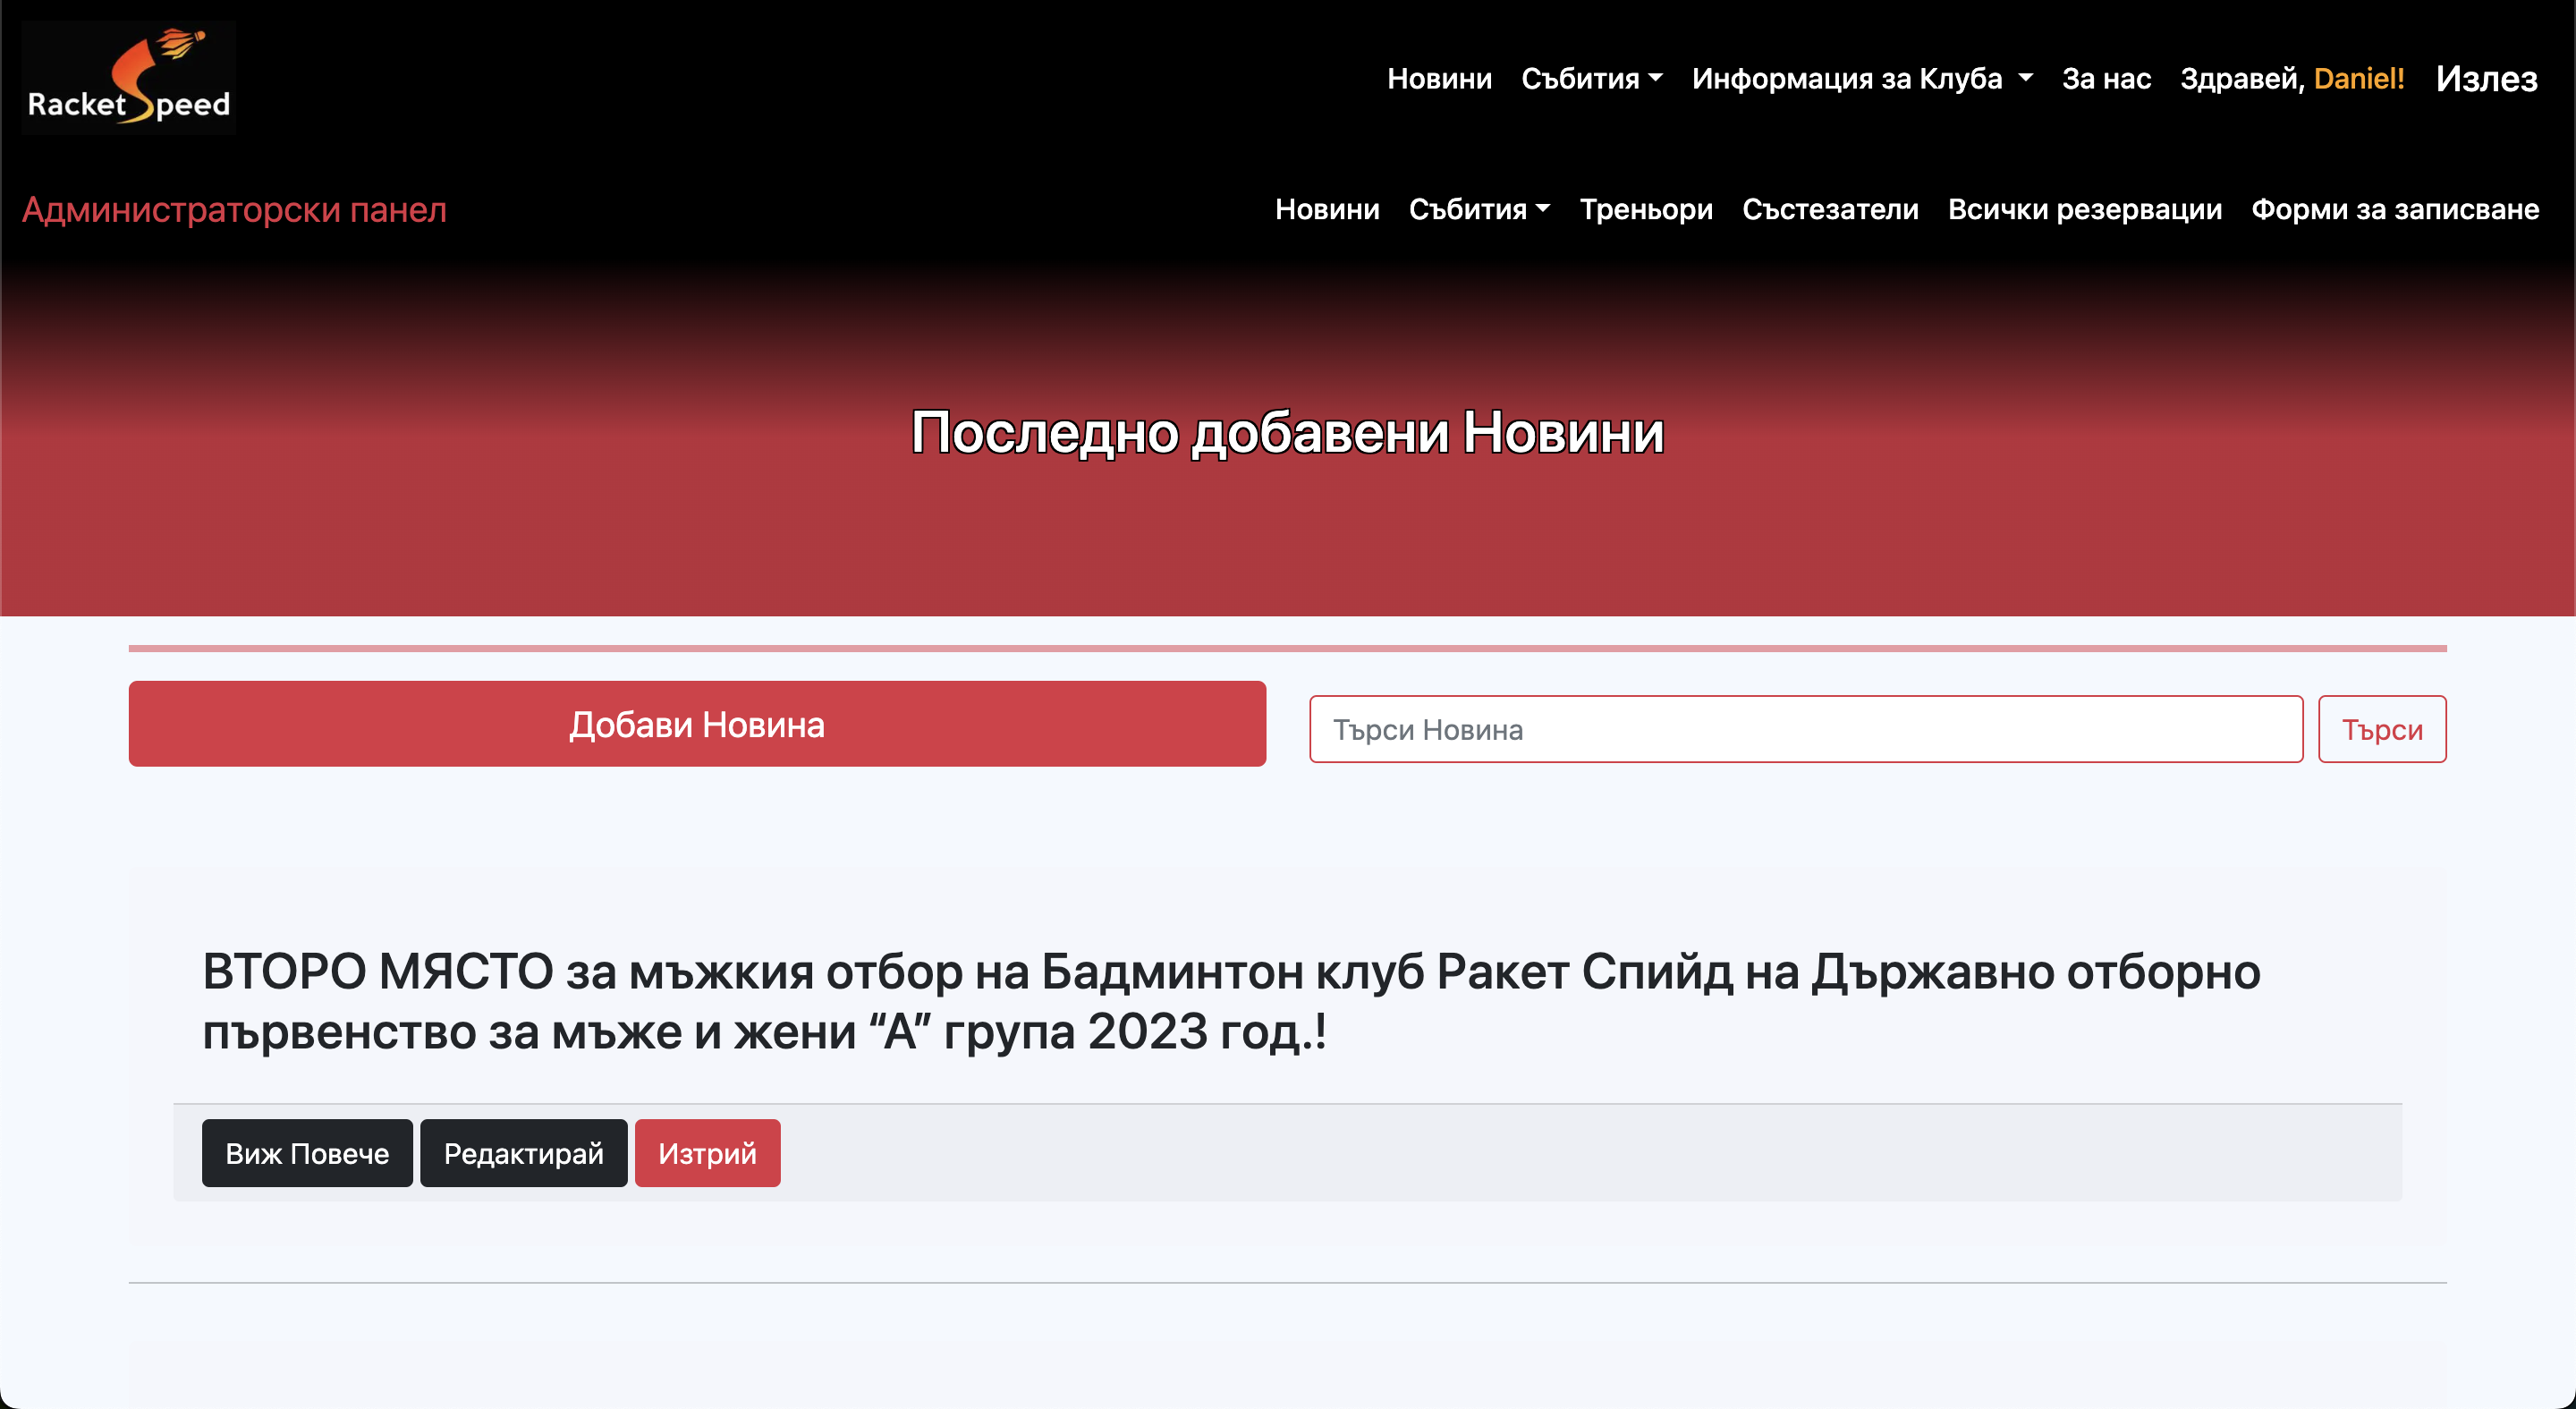 RacketSpeed
Новини Събития Информация за Клуба За нас Здравей, Daniel! Излез
Администраторски панел
Новини Събития Треньори Състезатели Всички резервации Форми за записване
Последно добавени Новини
Добави Новина
Търси Новина
Търси
ВТОРО МЯСТО за мъжкия отбор на Бадминтон клуб Ракет Спийд на Държавно отборно
първенство за мъже и жени “А” група 2023 год.!
Виж Повече Редактирай Изтрий